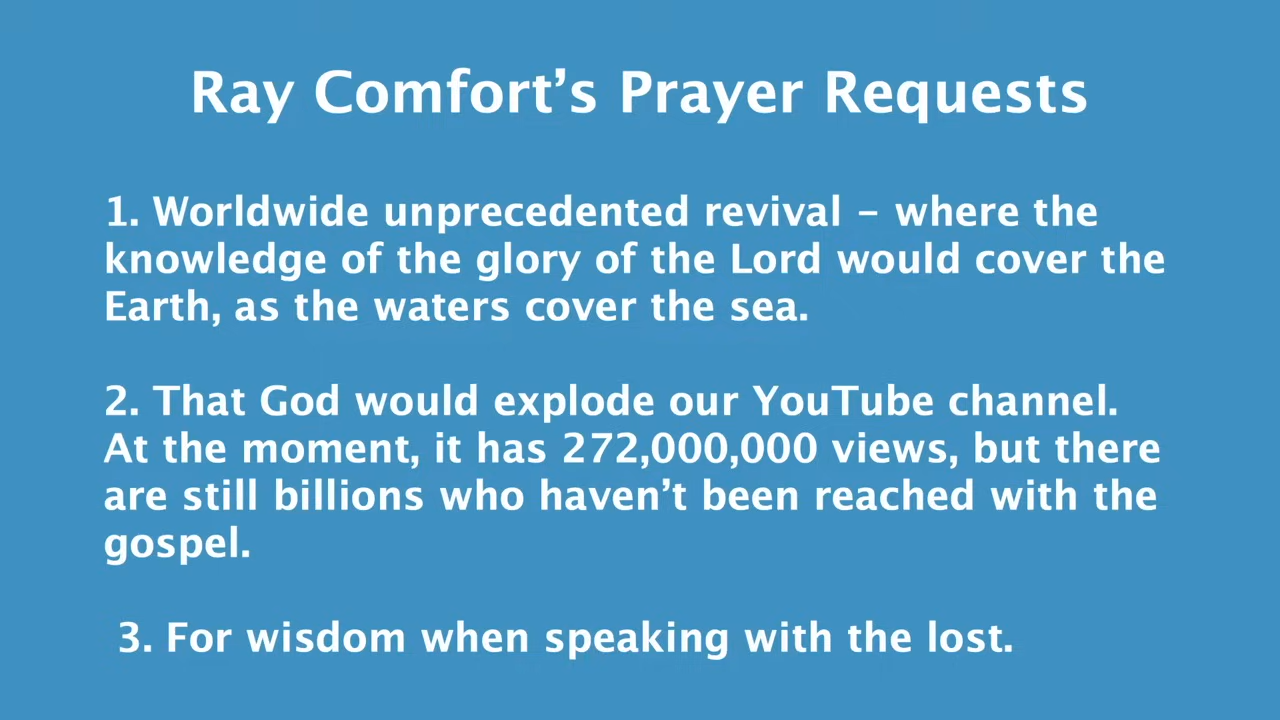 Ray Comfort’s Prayer Requests
1. Worldwide unprecedented revival – where the
knowledge of the glory of the Lord would cover the
Earth, as the waters cover the sea.
2. That God would explode our YouTube channel.
At the moment, it has 272,000,000 views, but there
are still billions who haven’t been reached with the
gospel.
3. For wisdom when speaking with the lost.